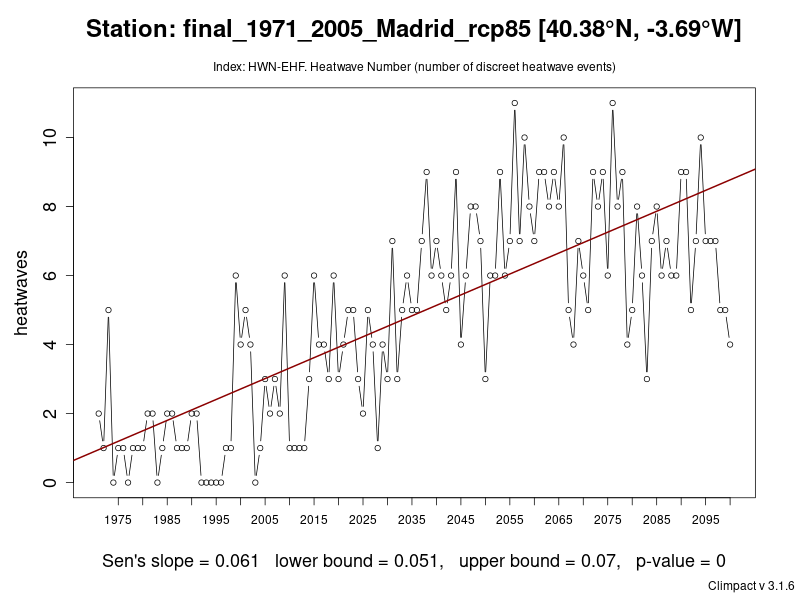 Station: final_1971_2005_Madrid_rcp85 [40.38°N, -3.69°W]
Index: HWN-EHF. Heatwave Number (number of discreet heatwave events)
10
8
6
4
2
0
heatwaves
1975 1985 1995 2005 2015 2025 2035 2045 2055 2065 2075 2085 2095
Sen's slope = 0.061 lower bound = 0.051, upper bound = 0.07, p-value = 0
Climpact v 3.1.6